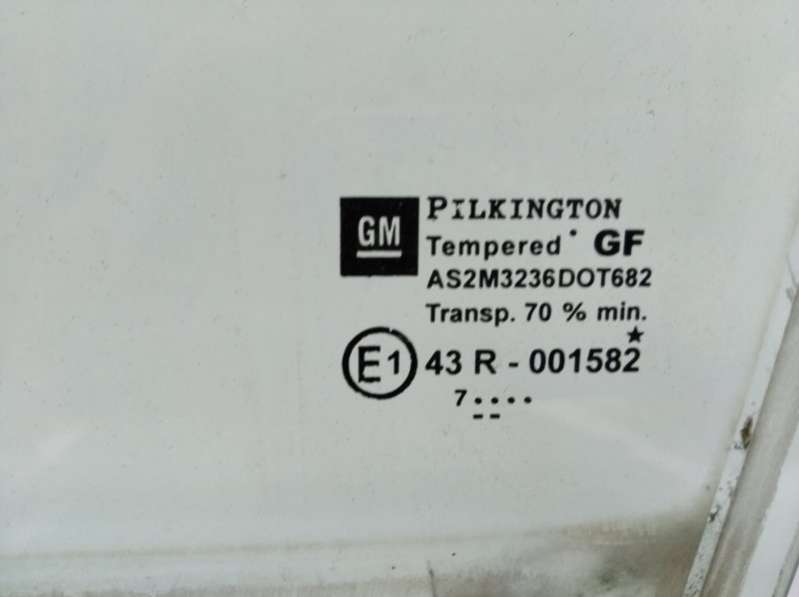 GM
PILKINGTON
Tempered • GF
AS2M3236DOT682
Transp. 70 % min.
E1 43 R - 001582 ★
7 • • • •
- -